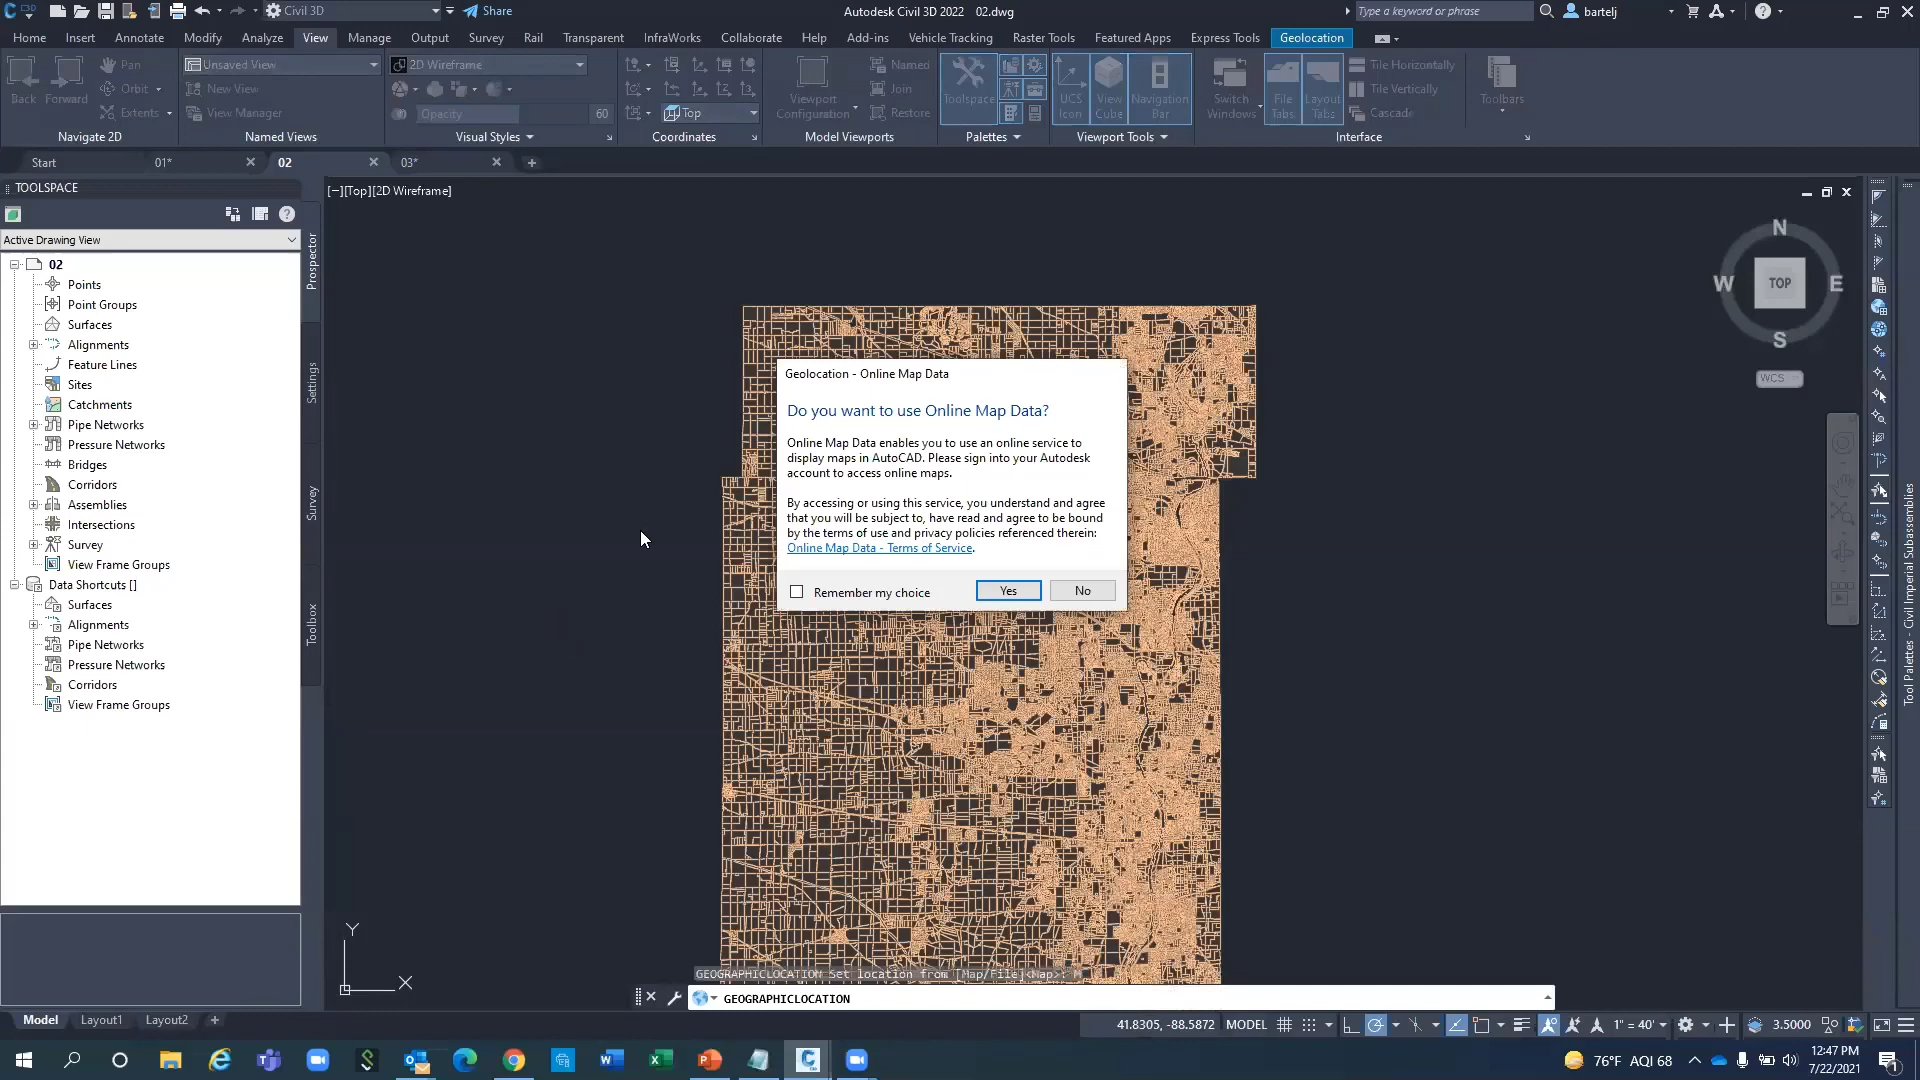 Civil 3D
Share
Autodesk Civil 3D 2022 02.dwg
Type a keyword or phrase
bartelj
Home Insert Annotate Modify Analyze View Manage Output Survey Rail Transparent InfraWorks Collaborate Help Add-ins Vehicle Tracking Raster Tools Featured Apps Express Tools Geolocation
Back
Forward
Pan
Orbit
Extents
Navigate 2D
Unsaved View
New View
View Manager
Named Views
2D Wireframe
Opacity 60
Visual Styles
Top
Coordinates
Viewport
Configuration
Named
Join
Restore
Model Viewports
Toolspace
Palettes
UCS
Icon
View
Cube
Navigation
Bar
Viewport Tools
Switch
Windows
File
Tabs
Layout
Tabs
Tile Horizontally
Tile Vertically
Cascade
Interface
Toolbars
Start 01* 02 03*
TOOLSPACE
Active Drawing View
02
Points
Point Groups
Surfaces
Alignments
Feature Lines
Sites
Catchments
Pipe Networks
Pressure Networks
Bridges
Corridors
Assemblies
Intersections
Survey
View Frame Groups
Data Shortcuts []
Surfaces
Alignments
Pipe Networks
Pressure Networks
Corridors
View Frame Groups
Prospector
Settings
Survey
Toolbox
[−][Top][2D Wireframe]
N
W TOP E
S
WCS
Geolocation - Online Map Data
Do you want to use Online Map Data?
Online Map Data enables you to use an online service to
display maps in AutoCAD. Please sign into your Autodesk
account to access online maps.
By accessing or using this service, you understand and agree
that you will be subject to, have read and agree to be bound
by the terms of use and privacy policies referenced therein:
Online Map Data - Terms of Service.
Remember my choice Yes No
Tool Palettes - Civil Imperial Subassemblies
Y
X
GEOGRAPHICLOCATION Set location from [Map/File]<Map>: M
GEOGRAPHICLOCATION
Model Layout1 Layout2
41.8305, -88.5872 MODEL 1" = 40' 3.5000
76°F AQI 68
12:47 PM
7/22/2021